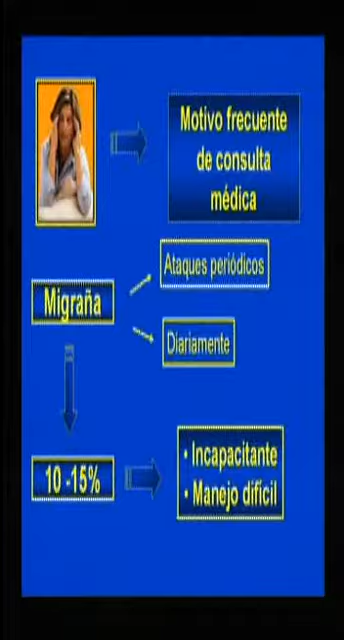 Motivo frecuente
de consulta
médica
Ataques periódicos
Migraña
Diariamente
10 -15%
• Incapacitante
• Manejo difícil